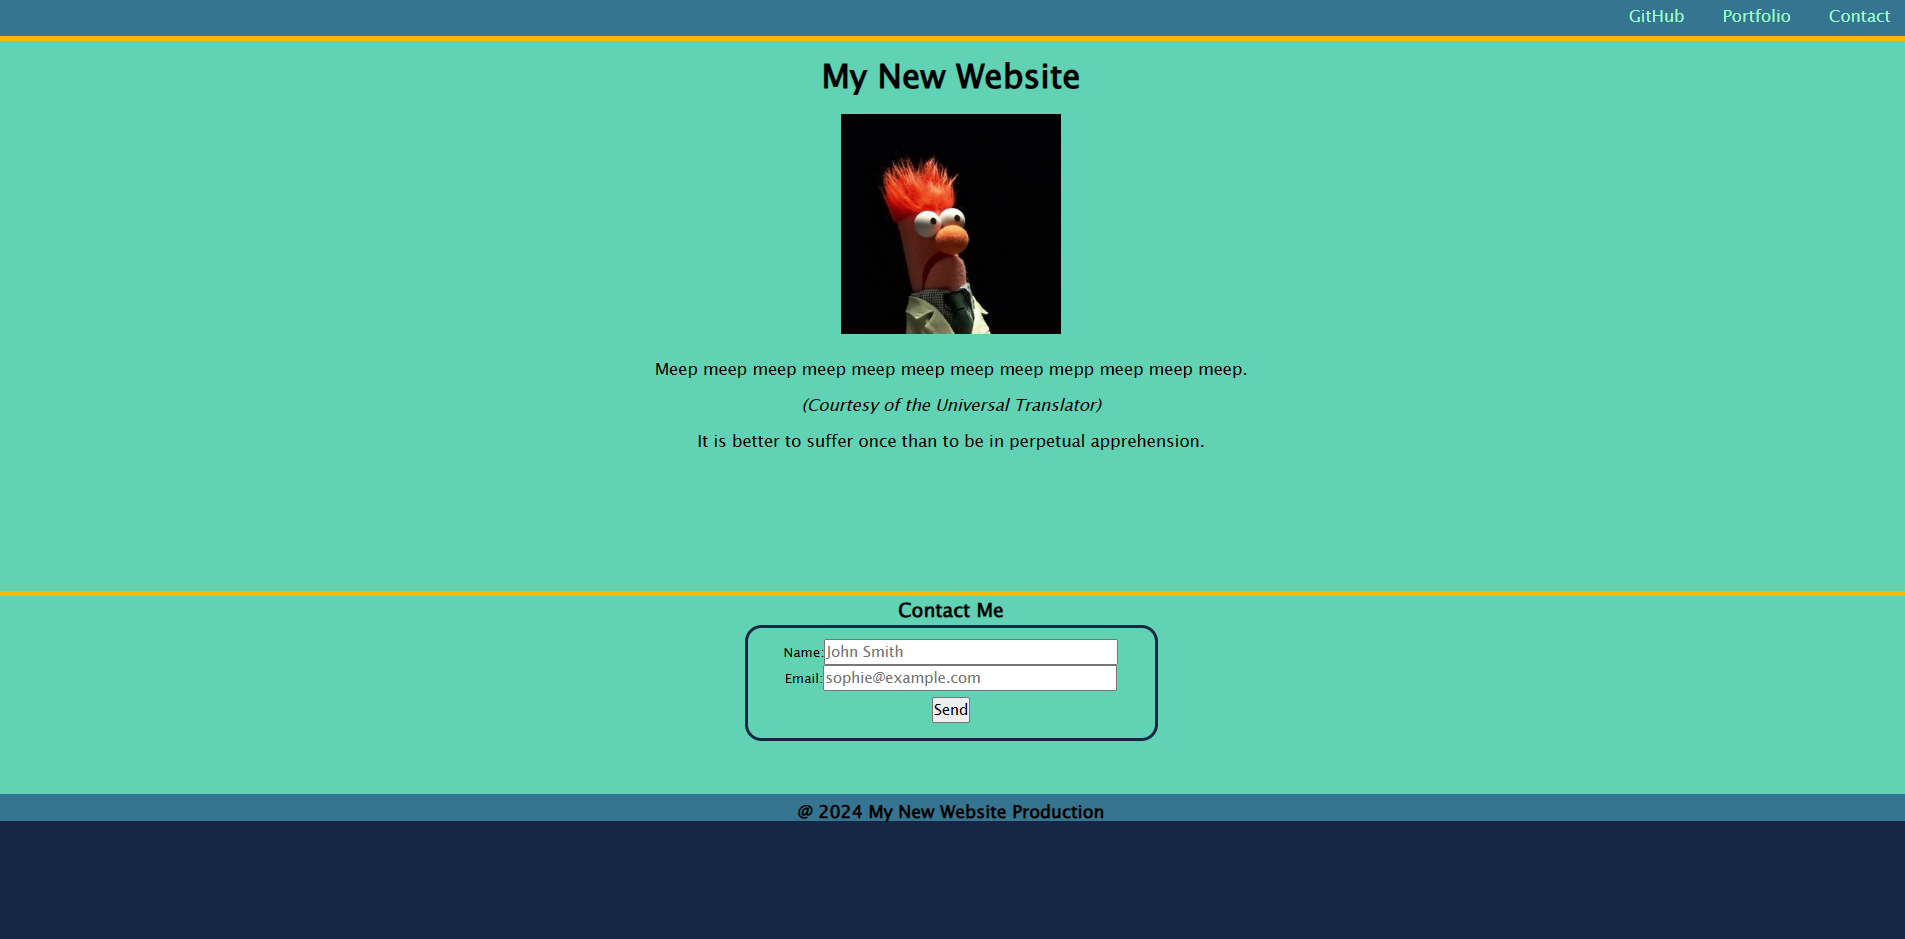 GitHub Portfolio Contact
My New Website
Meep meep meep meep meep meep meep meep mepp meep meep meep.
(Courtesy of the Universal Translator)
It is better to suffer once than to be in perpetual apprehension.
Contact Me
Name: John Smith
Email: sophie@example.com
Send
@ 2024 My New Website Production